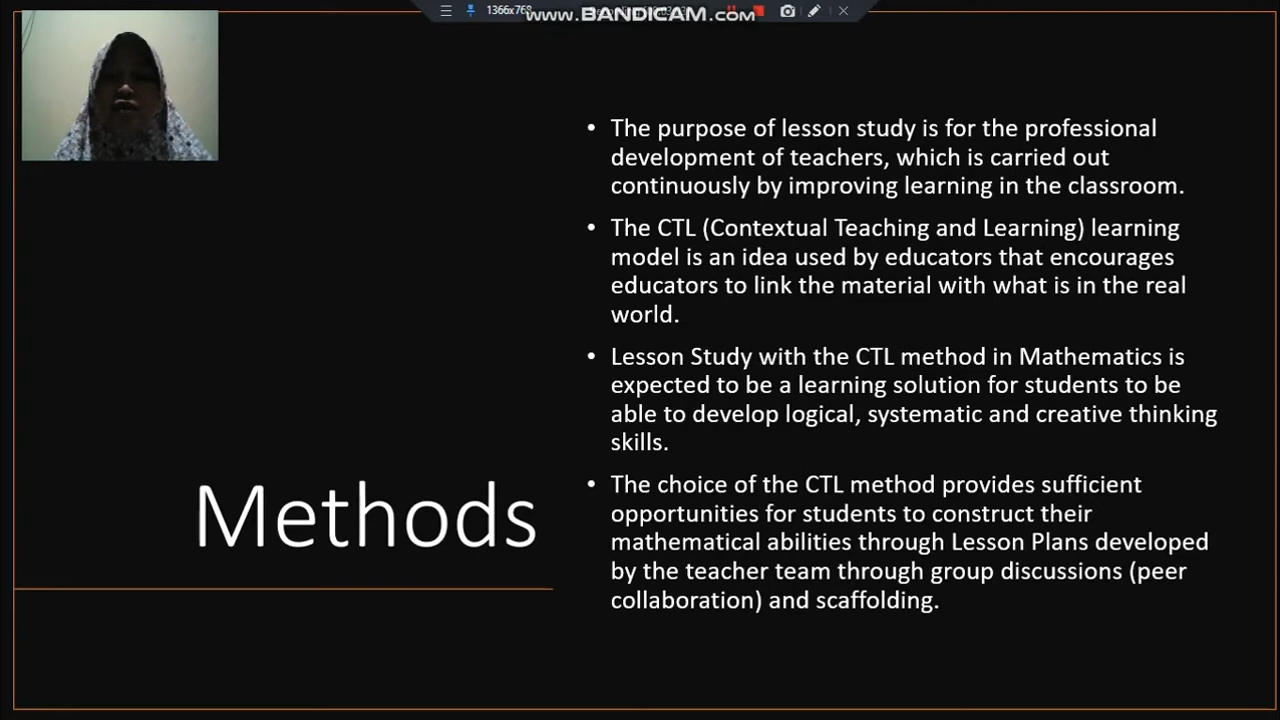 1366x768
www.BANDICAM.com
• The purpose of lesson study is for the professional
development of teachers, which is carried out
continuously by improving learning in the classroom.
• The CTL (Contextual Teaching and Learning) learning
model is an idea used by educators that encourages
educators to link the material with what is in the real
world.
• Lesson Study with the CTL method in Mathematics is
expected to be a learning solution for students to be
able to develop logical, systematic and creative thinking
skills.
• The choice of the CTL method provides sufficient
opportunities for students to construct their
mathematical abilities through Lesson Plans developed
by the teacher team through group discussions (peer
collaboration) and scaffolding.
Methods